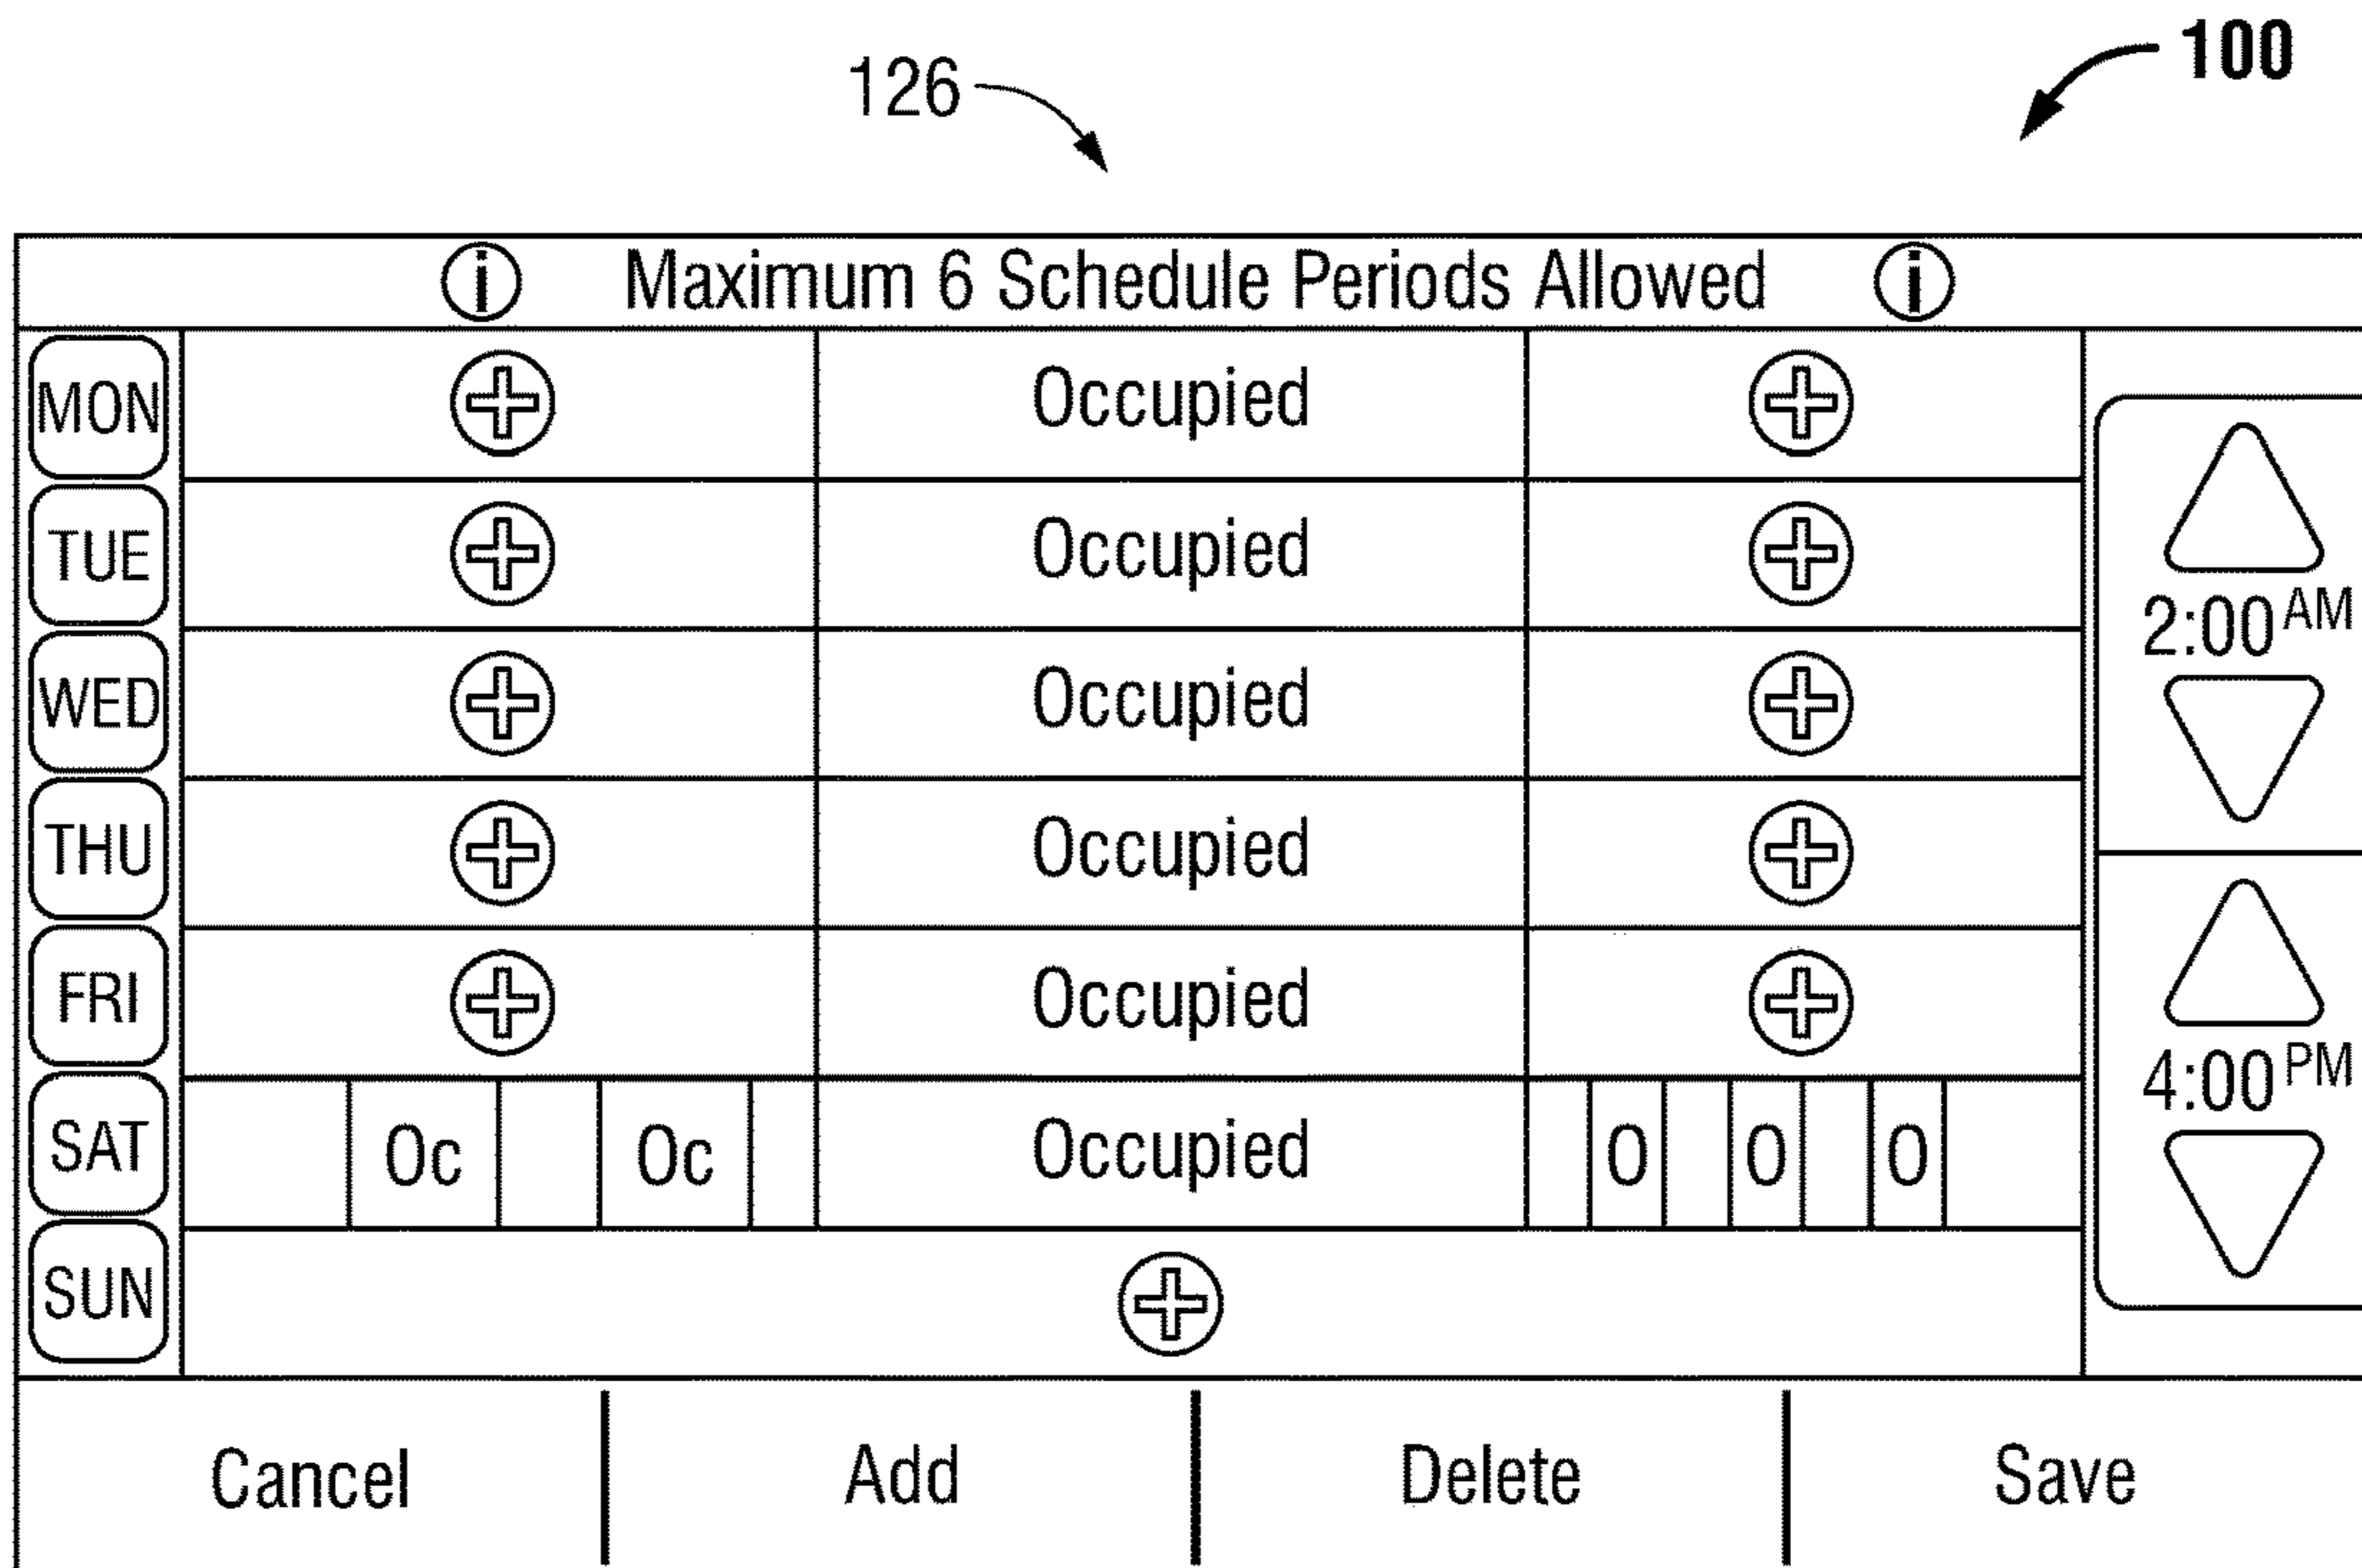 126
100
i Maximum 6 Schedule Periods Allowed i
MON Occupied
TUE Occupied
2:00 AM
WED Occupied
THU Occupied
FRI Occupied
4:00 PM
SAT Oc Oc Occupied O O O
SUN
Cancel Add Delete Save